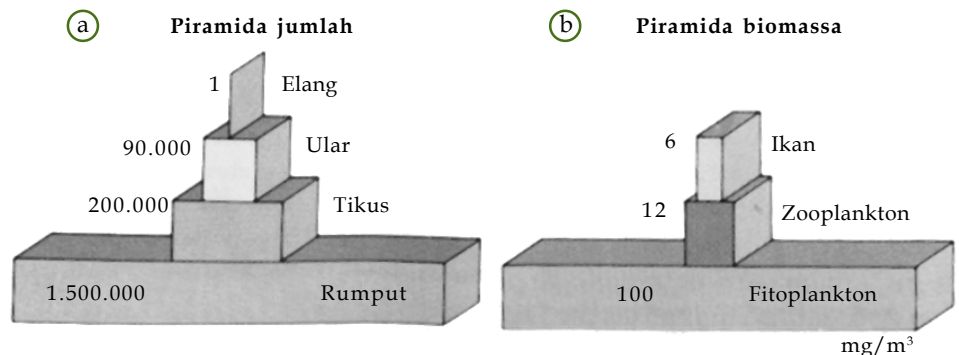 a Piramida jumlah
1 Elang
90.000 Ular
200.000 Tikus
1.500.000 Rumput
b Piramida biomassa
6 Ikan
12 Zooplankton
100 Fitoplankton
mg/m³